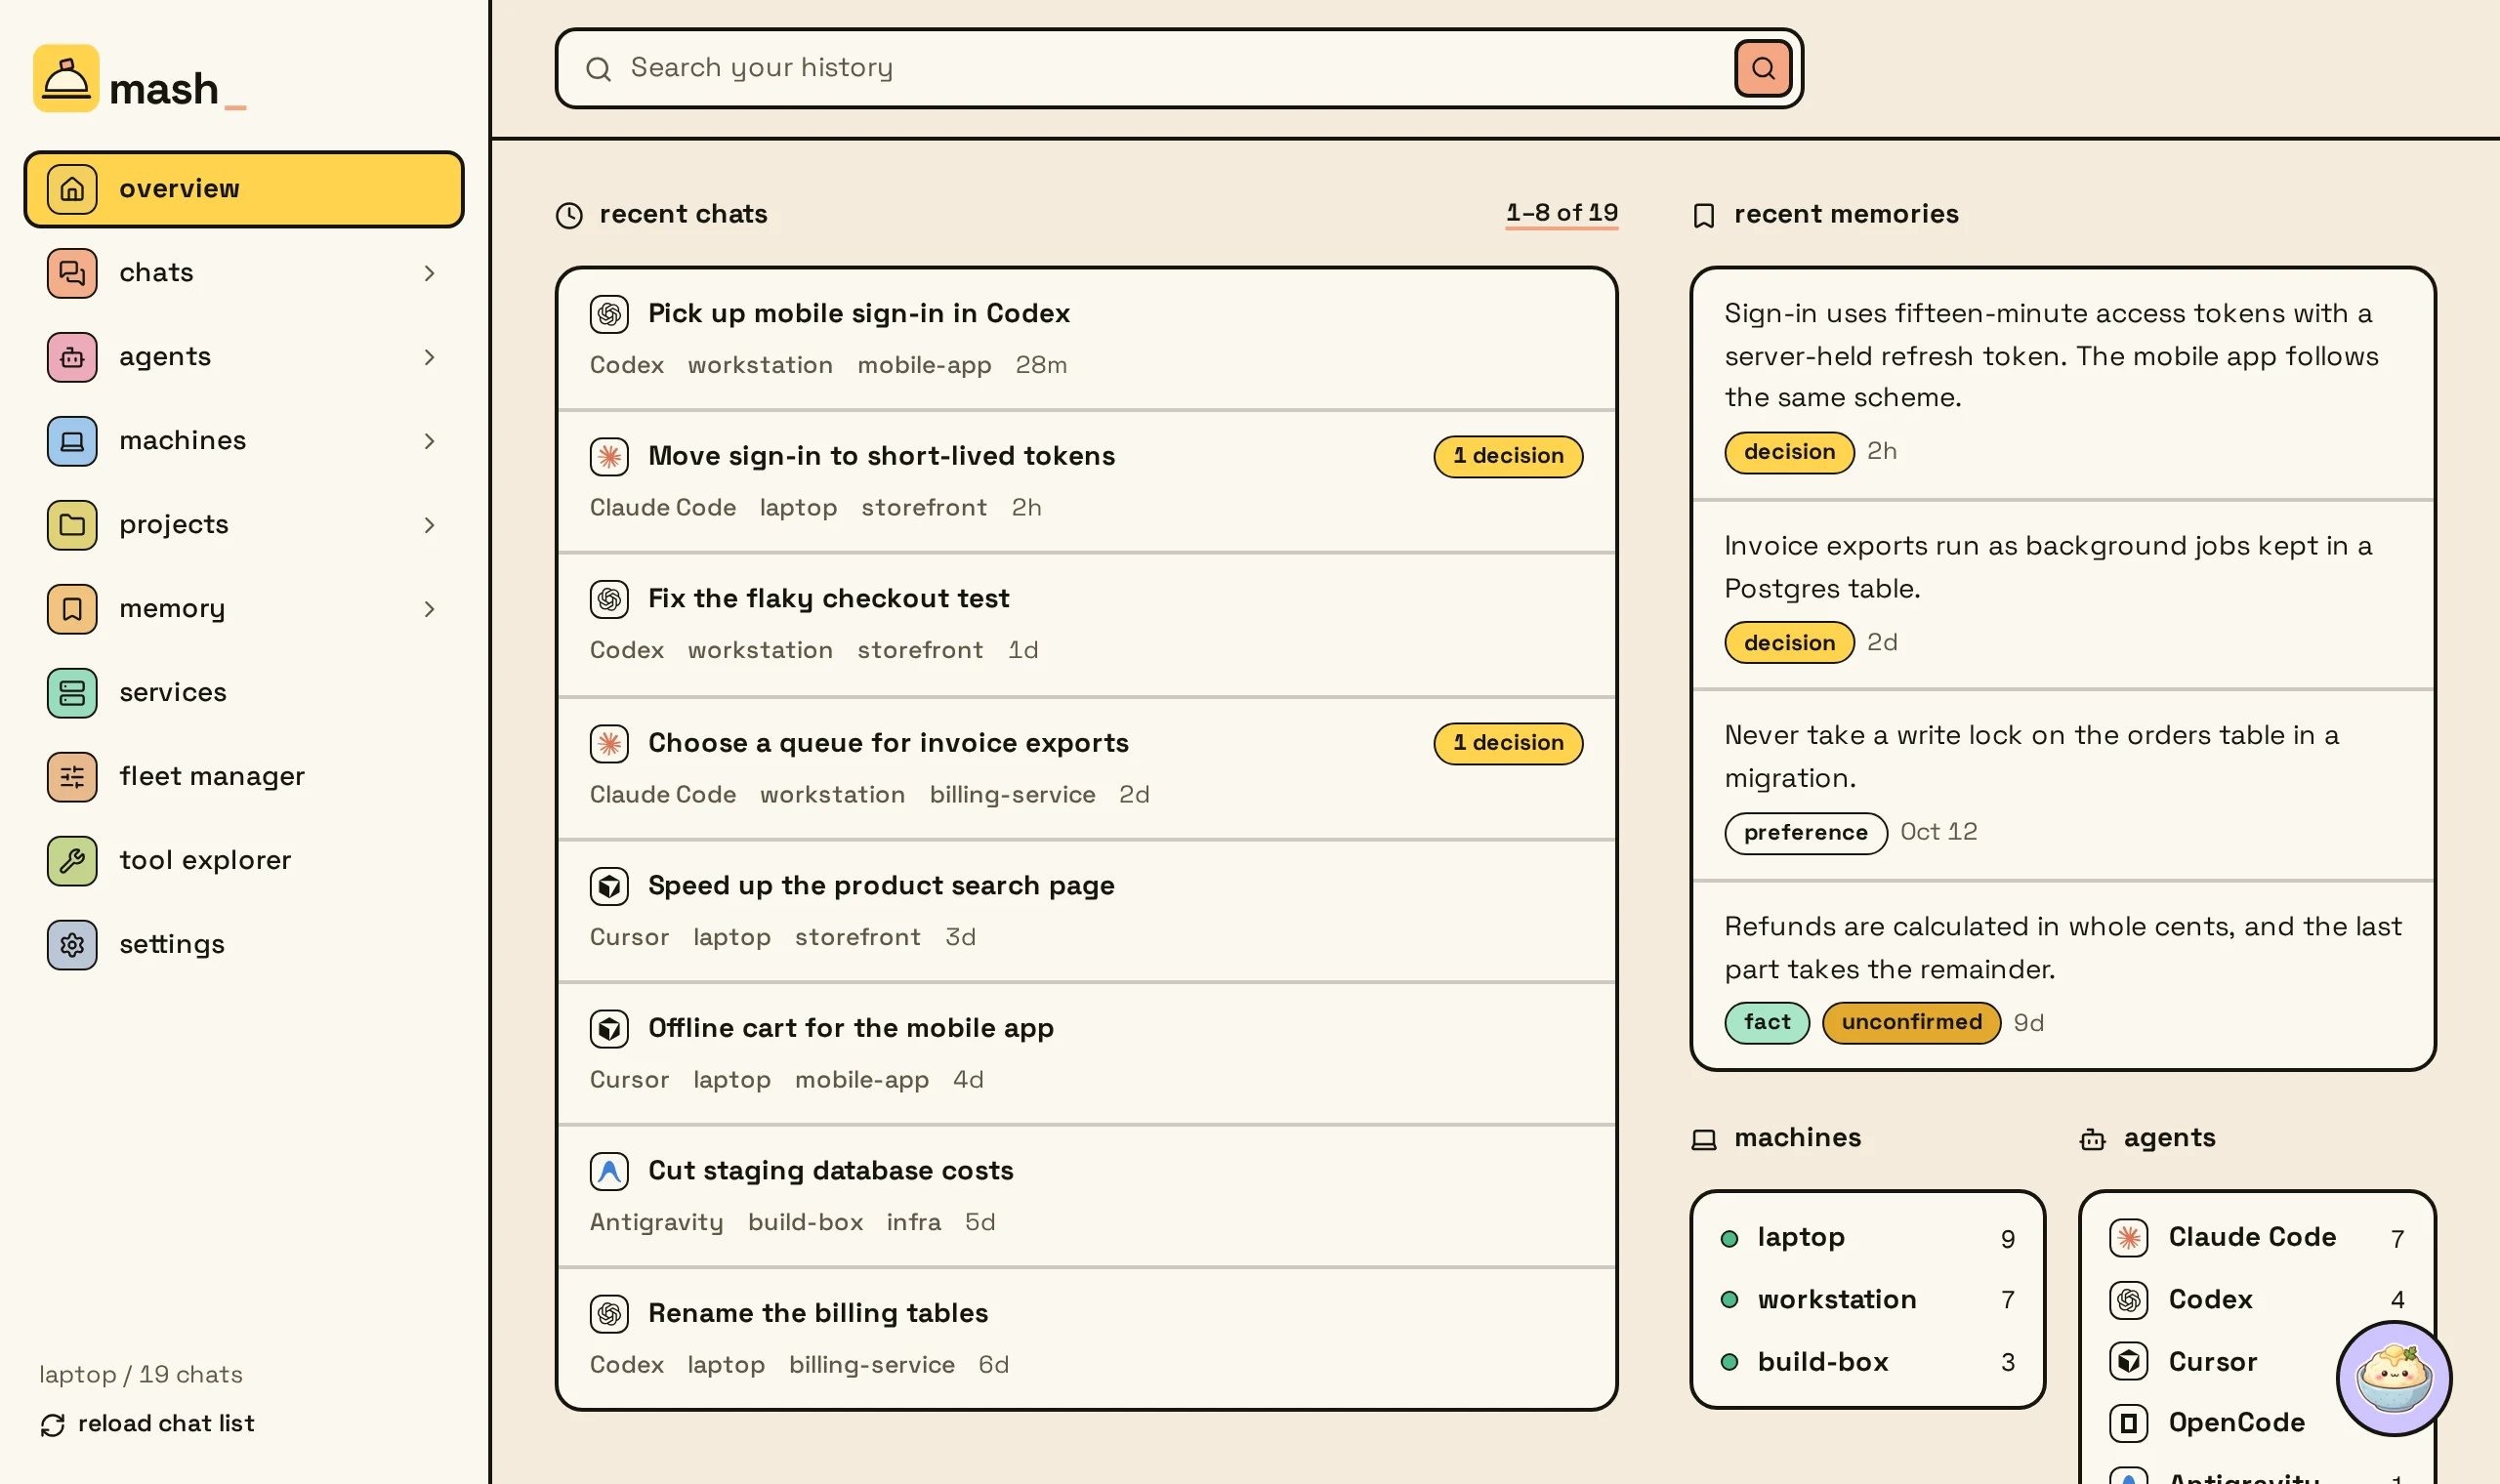 mash_
overview
chats
agents
machines
projects
memory
services
fleet manager
tool explorer
settings
laptop / 19 chats
reload chat list
Search your history
recent chats
1–8 of 19
Pick up mobile sign-in in Codex
Codex workstation mobile-app 28m
Move sign-in to short-lived tokens
1 decision
Claude Code laptop storefront 2h
Fix the flaky checkout test
Codex workstation storefront 1d
Choose a queue for invoice exports
1 decision
Claude Code workstation billing-service 2d
Speed up the product search page
Cursor laptop storefront 3d
Offline cart for the mobile app
Cursor laptop mobile-app 4d
Cut staging database costs
Antigravity build-box infra 5d
Rename the billing tables
Codex laptop billing-service 6d
recent memories
Sign-in uses fifteen-minute access tokens with a
server-held refresh token. The mobile app follows
the same scheme.
decision 2h
Invoice exports run as background jobs kept in a
Postgres table.
decision 2d
Never take a write lock on the orders table in a
migration.
preference Oct 12
Refunds are calculated in whole cents, and the last
part takes the remainder.
fact unconfirmed 9d
machines
laptop 9
workstation 7
build-box 3
agents
Claude Code 7
Codex 4
Cursor
OpenCode
Antigravity 1